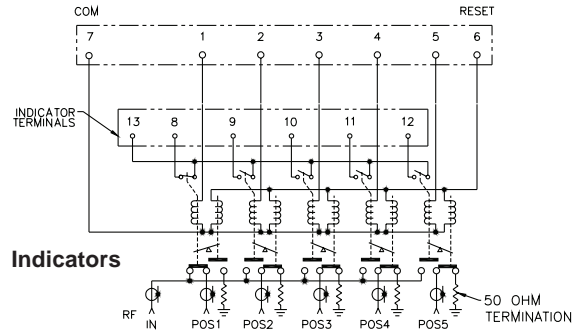 COM RESET
7 1 2 3 4 5 6
INDICATOR
TERMINALS
13 8 9 10 11 12
Indicators
RF
IN
POS1 POS2 POS3 POS4 POS5
50 OHM
TERMINATION